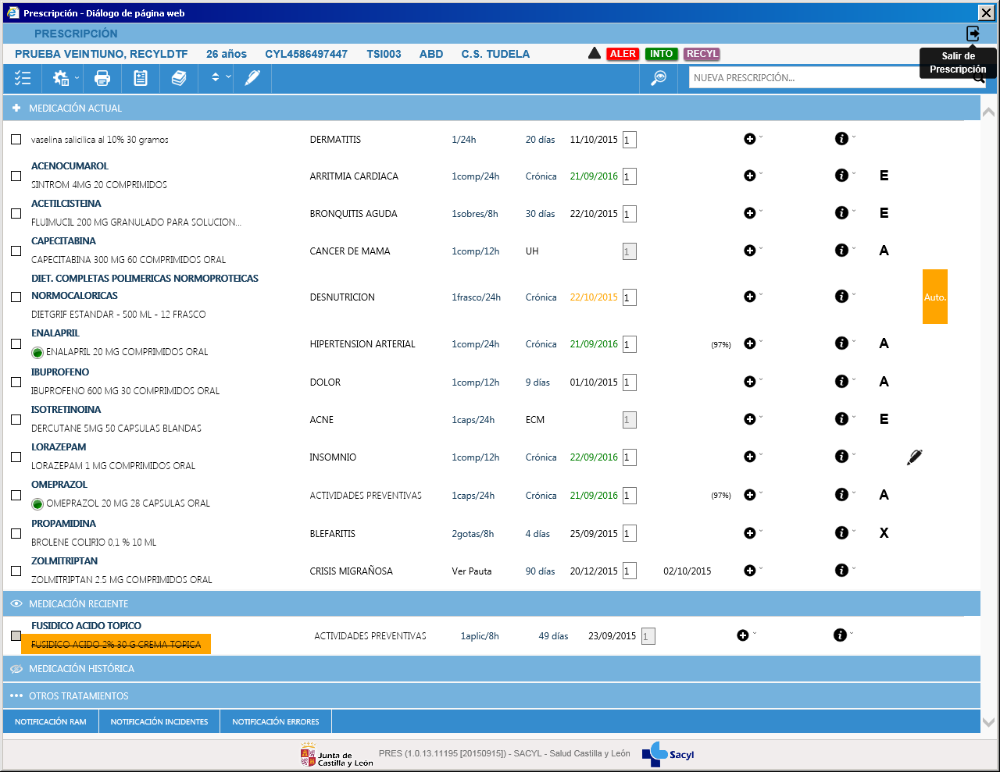 Prescripción - Diálogo de página web
PRESCRIPCIÓN
PRUEBA VEINTIUNO, RECYLDTF 26 años CYL4586497447 TSI003 ABD C.S. TUDELA ALER INTO RECYL
Salir de
Prescripción
NUEVA PRESCRIPCIÓN...
MEDICACIÓN ACTUAL
vaselina salicilica al 10% 30 gramos DERMATITIS 1/24h 20 días 11/10/2015 1
ACENOCUMAROL
SINTROM 4MG 20 COMPRIMIDOS ARRITMIA CARDIACA 1comp/24h Crónica 21/09/2016 1 E
ACETILCISTEINA
FLUIMUCIL 200 MG GRANULADO PARA SOLUCION... BRONQUITIS AGUDA 1sobres/8h 30 días 22/10/2015 1 E
CAPECITABINA
CAPECITABINA 300 MG 60 COMPRIMIDOS ORAL CANCER DE MAMA 1comp/12h UH 1 A
DIET. COMPLETAS POLIMERICAS NORMOPROTEICAS
NORMOCALORICAS
DIETGRIF ESTANDAR - 500 ML - 12 FRASCO DESNUTRICION 1frasco/24h Crónica 22/10/2015 1 Auto.
ENALAPRIL
ENALAPRIL 20 MG COMPRIMIDOS ORAL HIPERTENSION ARTERIAL 1comp/24h Crónica 21/09/2016 1 (97%) A
IBUPROFENO
IBUPROFENO 600 MG 30 COMPRIMIDOS ORAL DOLOR 1comp/12h 9 días 01/10/2015 1 A
ISOTRETINOINA
DERCUTANE 5MG 50 CAPSULAS BLANDAS ACNE 1caps/24h ECM 1 E
LORAZEPAM
LORAZEPAM 1 MG COMPRIMIDOS ORAL INSOMNIO 1comp/12h Crónica 22/09/2016 1
OMEPRAZOL
OMEPRAZOL 20 MG 28 CAPSULAS ORAL ACTIVIDADES PREVENTIVAS 1caps/24h Crónica 21/09/2016 1 (97%) A
PROPAMIDINA
BROLENE COLIRIO 0,1 % 10 ML BLEFARITIS 2gotas/8h 4 días 25/09/2015 1 X
ZOLMITRIPTAN
ZOLMITRIPTAN 2.5 MG COMPRIMIDOS ORAL CRISIS MIGRAÑOSA Ver Pauta 90 días 20/12/2015 1 02/10/2015
MEDICACIÓN RECIENTE
FUSIDICO ACIDO TOPICO
FUSIDICO ACIDO 2% 30 G CREMA TOPICA ACTIVIDADES PREVENTIVAS 1aplic/8h 49 días 23/09/2015 1
MEDICACIÓN HISTÓRICA
OTROS TRATAMIENTOS
NOTIFICACIÓN RAM NOTIFICACIÓN INCIDENTES NOTIFICACIÓN ERRORES
Junta de
Castilla y León PRES (1.0.13.11195 [20150915]) - SACYL - Salud Castilla y León Sacyl